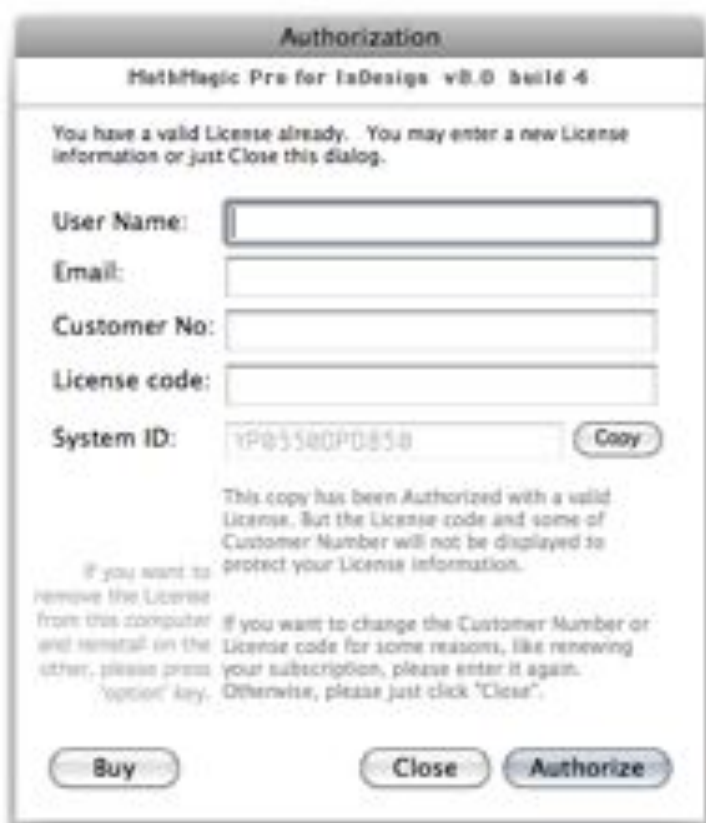 Authorization
MathMagic Pro for InDesign v8.0 build 4
You have a valid License already. You may enter a new License
information or just Close this dialog.
User Name:
Email:
Customer No:
License code:
System ID:
Copy
This copy has been Authorized with a valid
License. But the License code and some of
Customer Number will not be displayed to
protect your License information.
If you want to
remove the License
from this computer
and reinstall on the
other, please press
'option' key.
If you want to change the Customer Number or
License code for some reasons, like renewing
your subscription, please enter it again.
Otherwise, please just click "Close".
Buy
Close
Authorize